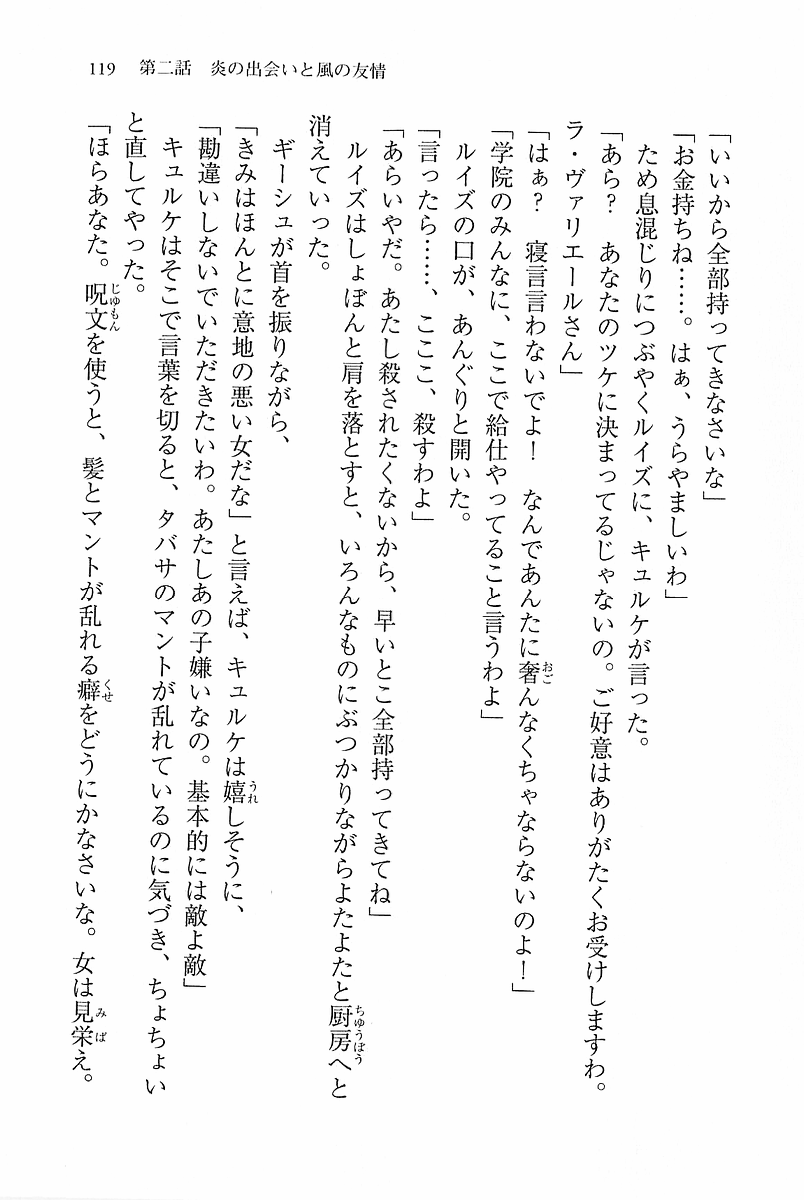 119　第二話　炎の出会いと風の友情
「いいから全部持ってきなさいな」
「お金持ちね……。はぁ、うらやましいわ」
ため息混じりにつぶやくルイズに、キュルケが言った。
「あら？　あなたのツケに決まってるじゃないの。ご好意はありがたくお受けしますわ。
ラ・ヴァリエールさん」
「はぁ？　寝言言わないでよ！　なんであんたに奢んなくちゃならないのよ！」
「学院のみんなに、ここで給仕やってること言うわよ」
ルイズの口が、あんぐりと開いた。
「言ったら……、こここ、殺すわよ」
「あらいやだ。あたし殺されたくないから、早いとこ全部持ってきてね」
ルイズはしょぼんと肩を落とすと、いろんなものにぶつかりながらよたよたと厨房へと
消えていった。
ギーシュが首を振りながら、
「きみはほんとに意地の悪い女だな」と言えば、キュルケは嬉しそうに、
「勘違いしないでいただきたいわ。あたしあの子嫌いなの。基本的には敵よ敵」
キュルケはそこで言葉を切ると、タバサのマントが乱れているのに気づき、ちょちょい
と直してやった。
「ほらあなた。呪文を使うと、髪とマントが乱れる癖をどうにかなさいな。女は見栄え。